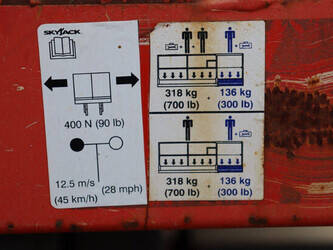 SKYJACK
400 N (90 lb)
12.5 m/s
(45 km/h)
(28 mph)
318 kg
(700 lb)
136 kg
(300 lb)
318 kg
(700 lb)
136 kg
(300 lb)